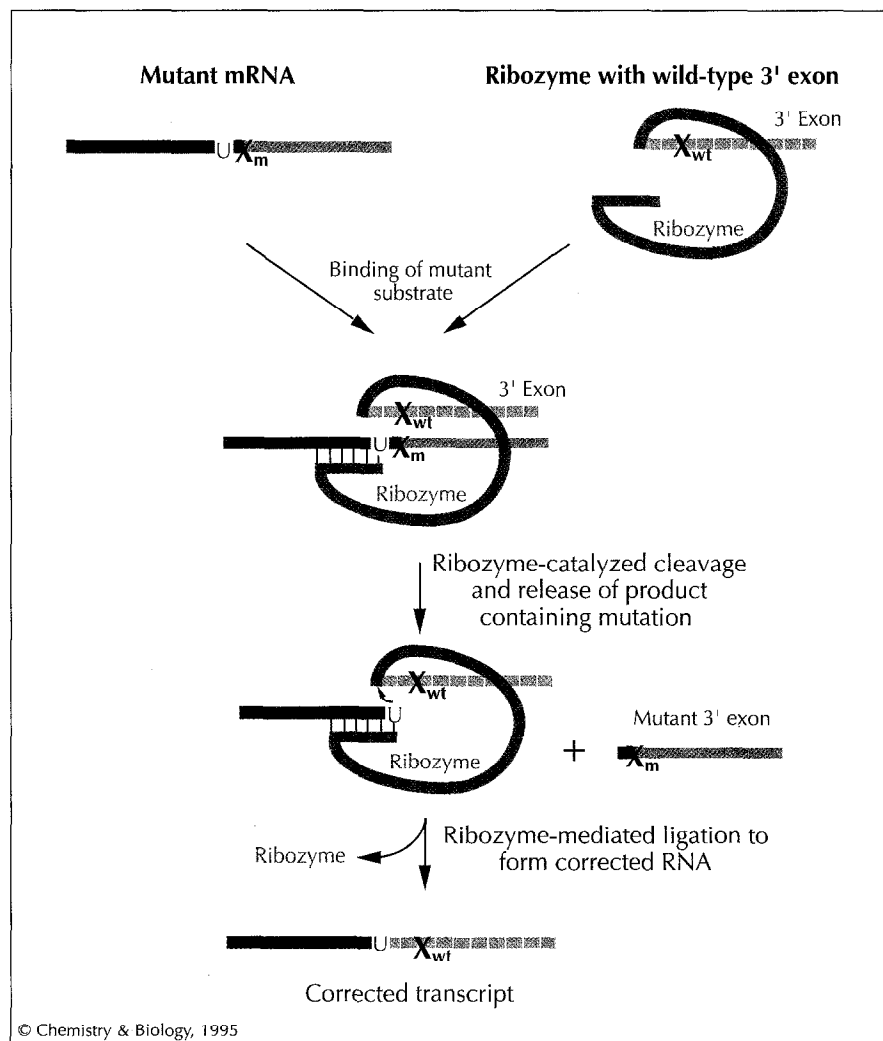 Mutant mRNA
Ribozyme with wild-type 3' exon
3' Exon
U Xm
Xwt
Ribozyme
Binding of mutant
substrate
3' Exon
Xwt
U Xm
Ribozyme
Ribozyme-catalyzed cleavage
and release of product
containing mutation
Xwt
U
Mutant 3' exon
Ribozyme
+
Xm
Ribozyme-mediated ligation to
form corrected RNA
Ribozyme
U Xwt
Corrected transcript
© Chemistry & Biology, 1995